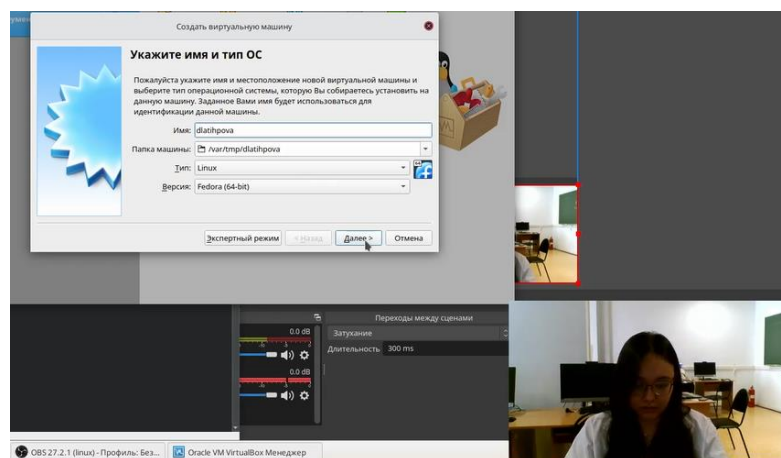 Создать виртуальную машину
Укажите имя и тип ОС
Пожалуйста укажите имя и местоположение новой виртуальной машины и
выберите тип операционной системы, которую Вы собираетесь установить на
данную машину. Заданное Вами имя будет использоваться для
идентификации данной машины.
Имя: dlatihpova
Папка машины: /var/tmp/dlatihpova
Тип: Linux
64
Версия: Fedora (64-bit)
Экспертный режим < Назад Далее > Отмена
Переходы между сценами
0.0 dB
Затухание
Длительность 300 ms
0.0 dB
OBS 27.2.1 (linux) - Профиль: Без...
Oracle VM VirtualBox Менеджер